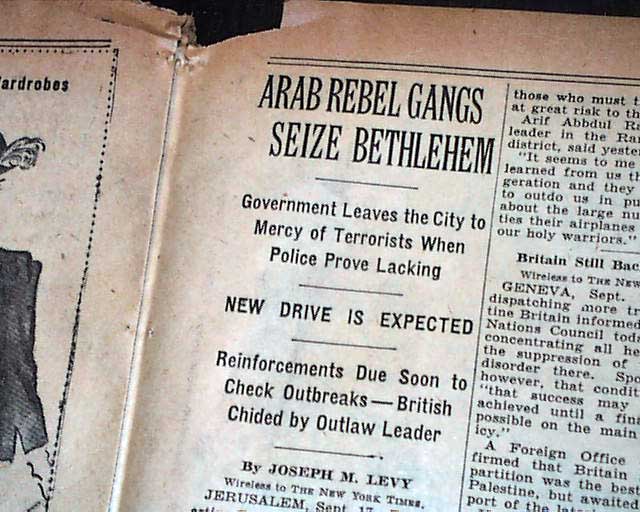 ardrobes
ARAB REBEL GANGS
SEIZE BETHLEHEM
Government Leaves the City to
Mercy of Terrorists When
Police Prove Lacking
NEW DRIVE IS EXPECTED
Reinforcements Due Soon to
Check Outbreaks — British
Chided by Outlaw Leader
By JOSEPH M. LEVY
Wireless to THE NEW YORK TIMES.
JERUSALEM, Sept. 17.
those who must t
at great risk to th
Arif Abbdul R
leader in the Ra
district, said yester
"It seems to me
learned from us th
geration and they
to outdo us in pu
about the large nu
ties their airplanes
our holy warriors."
Britain Still Bac
Wireless to THE NEW
GENEVA, Sept.
dispatching more tr
tine Britain informe
Nations Council toda
concentrating all he
the suppression of
disorder there. Spo
however, that condit
"that success may
achieved until a fina
possible on the main
icy."
A Foreign Office
firmed that Britain
partition was the best
Palestine, but awaited
port of the late